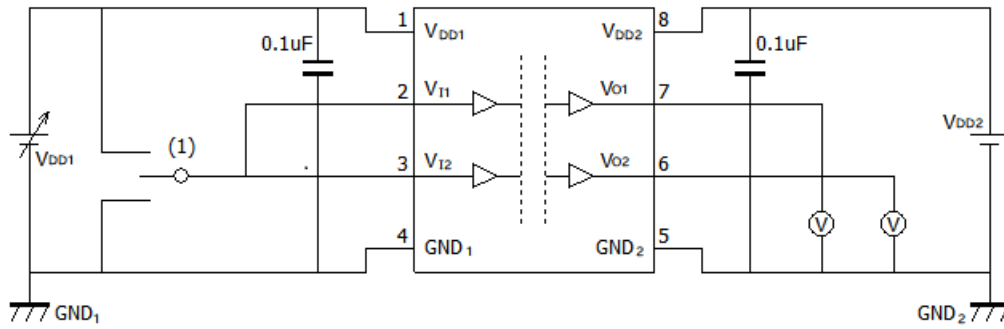 1
8
0.1uF
VDD1
VDD2
0.1uF
2
VI1
VO1
7
VDD1
(1)
VDD2
3
VI2
VO2
6
V
V
4
GND1
GND2
5
GND1
GND2